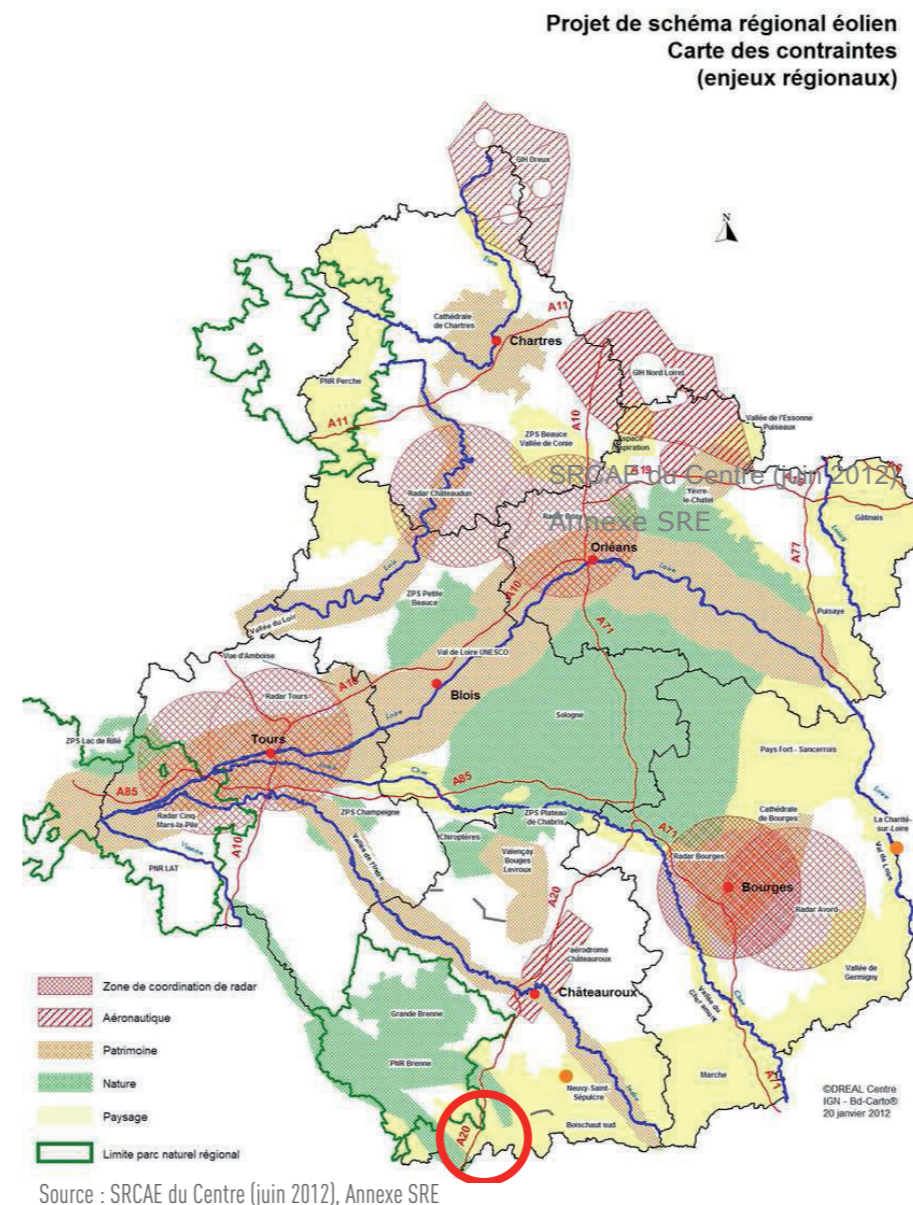 Projet de schéma régional éolien
Carte des contraintes
(enjeux régionaux)
GIH Dreux
N
Eure
Cathédrale
de Chartres
A11
Chartres
PNR Perche
GIH Nord Loiret
A11
A10
ZPS Beauce
Vallée de Conie
Vallée de l'Essonne
Puiseaux
A19
SRCAE du Centre (juin 2012)
Annexe SRE
Radar Châteaudun
Yèvre-
le-Chatel
Gâtinais
Loing
A77
Orléans
Loire
Loir
A10
ZPS Petite
Beauce
Puisaye
Vallée du Loir
A71
Val de Loire UNESCO
Vue d'Amboise
A10
Radar Tours
Blois
Loire
Sologne
ZPS Lac de Rillé
Tours
Pays Fort - Sancerrois
Cher
A85
A85
Loire
Radar Cinq-
Mars-la-Pile
ZPS Champeigne
ZPS Plateau
de Chabris
Cathédrale
de Bourges
La Charité-
sur-Loire
Val de Loire
A71
Chiroptères
Vienne
A10
Vallée de l'Indre
Valençay
Bouges
Levroux
Radar Bourges
PNR LAT
A20
Bourges
Radar Avord
aérodrome
Châteauroux
Vallée de
Germigny
Châteauroux
Cher
Zone de coordination de radar
Grande Brenne
Aéronautique
Patrimoine
PNR Brenne
Indre
Nature
Neuvy-Saint-
Sépulcre
Marche
A71
©DREAL Centre
IGN - Bd-Carto®
20 janvier 2012
Paysage
A20
Boischaut sud
Limite parc naturel régional
Source : SRCAE du Centre (juin 2012), Annexe SRE